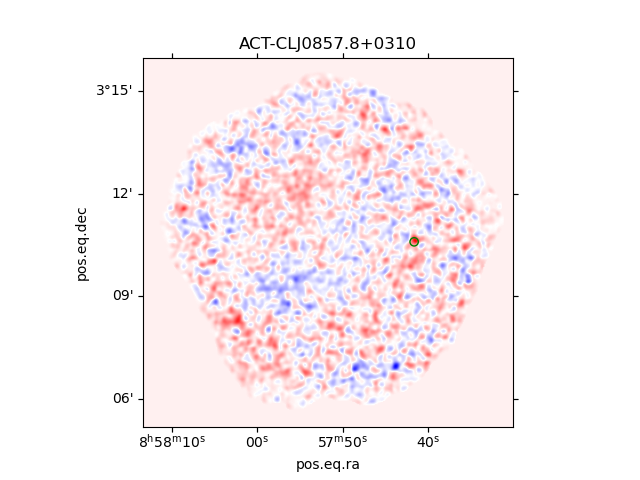 ACT-CLJ0857.8+0310
pos.eq.dec
3°15'
12'
09'
06'
8ʰ58ᵐ10ˢ 00ˢ 57ᵐ50ˢ 40ˢ
pos.eq.ra